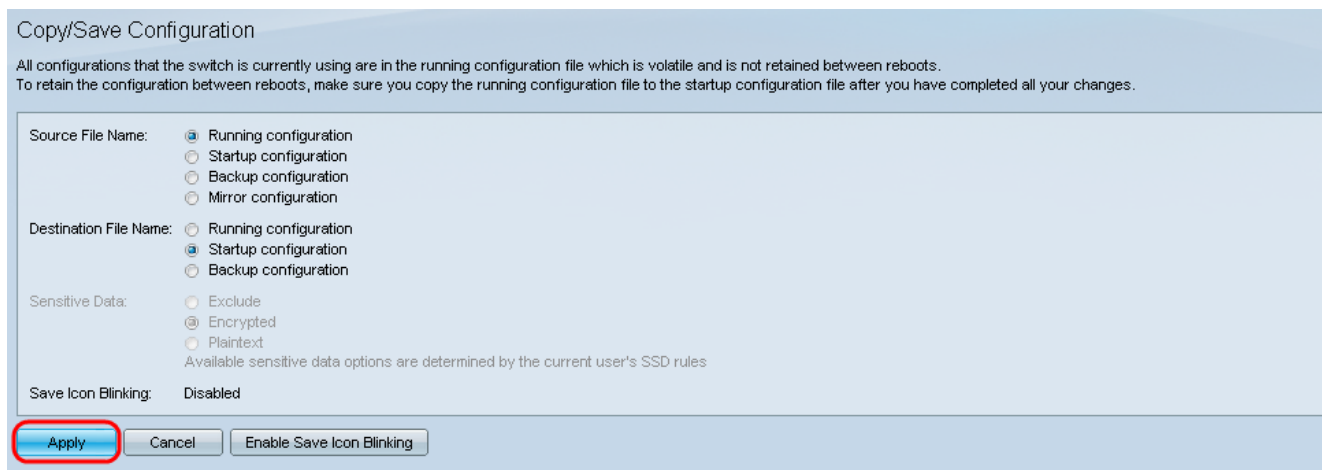 Copy/Save Configuration
All configurations that the switch is currently using are in the running configuration file which is volatile and is not retained between reboots.
To retain the configuration between reboots, make sure you copy the running configuration file to the startup configuration file after you have completed all your changes.
Source File Name: Running configuration
Startup configuration
Backup configuration
Mirror configuration
Destination File Name: Running configuration
Startup configuration
Backup configuration
Sensitive Data: Exclude
Encrypted
Plaintext
Available sensitive data options are determined by the current user's SSD rules
Save Icon Blinking: Disabled
Apply Cancel Enable Save Icon Blinking